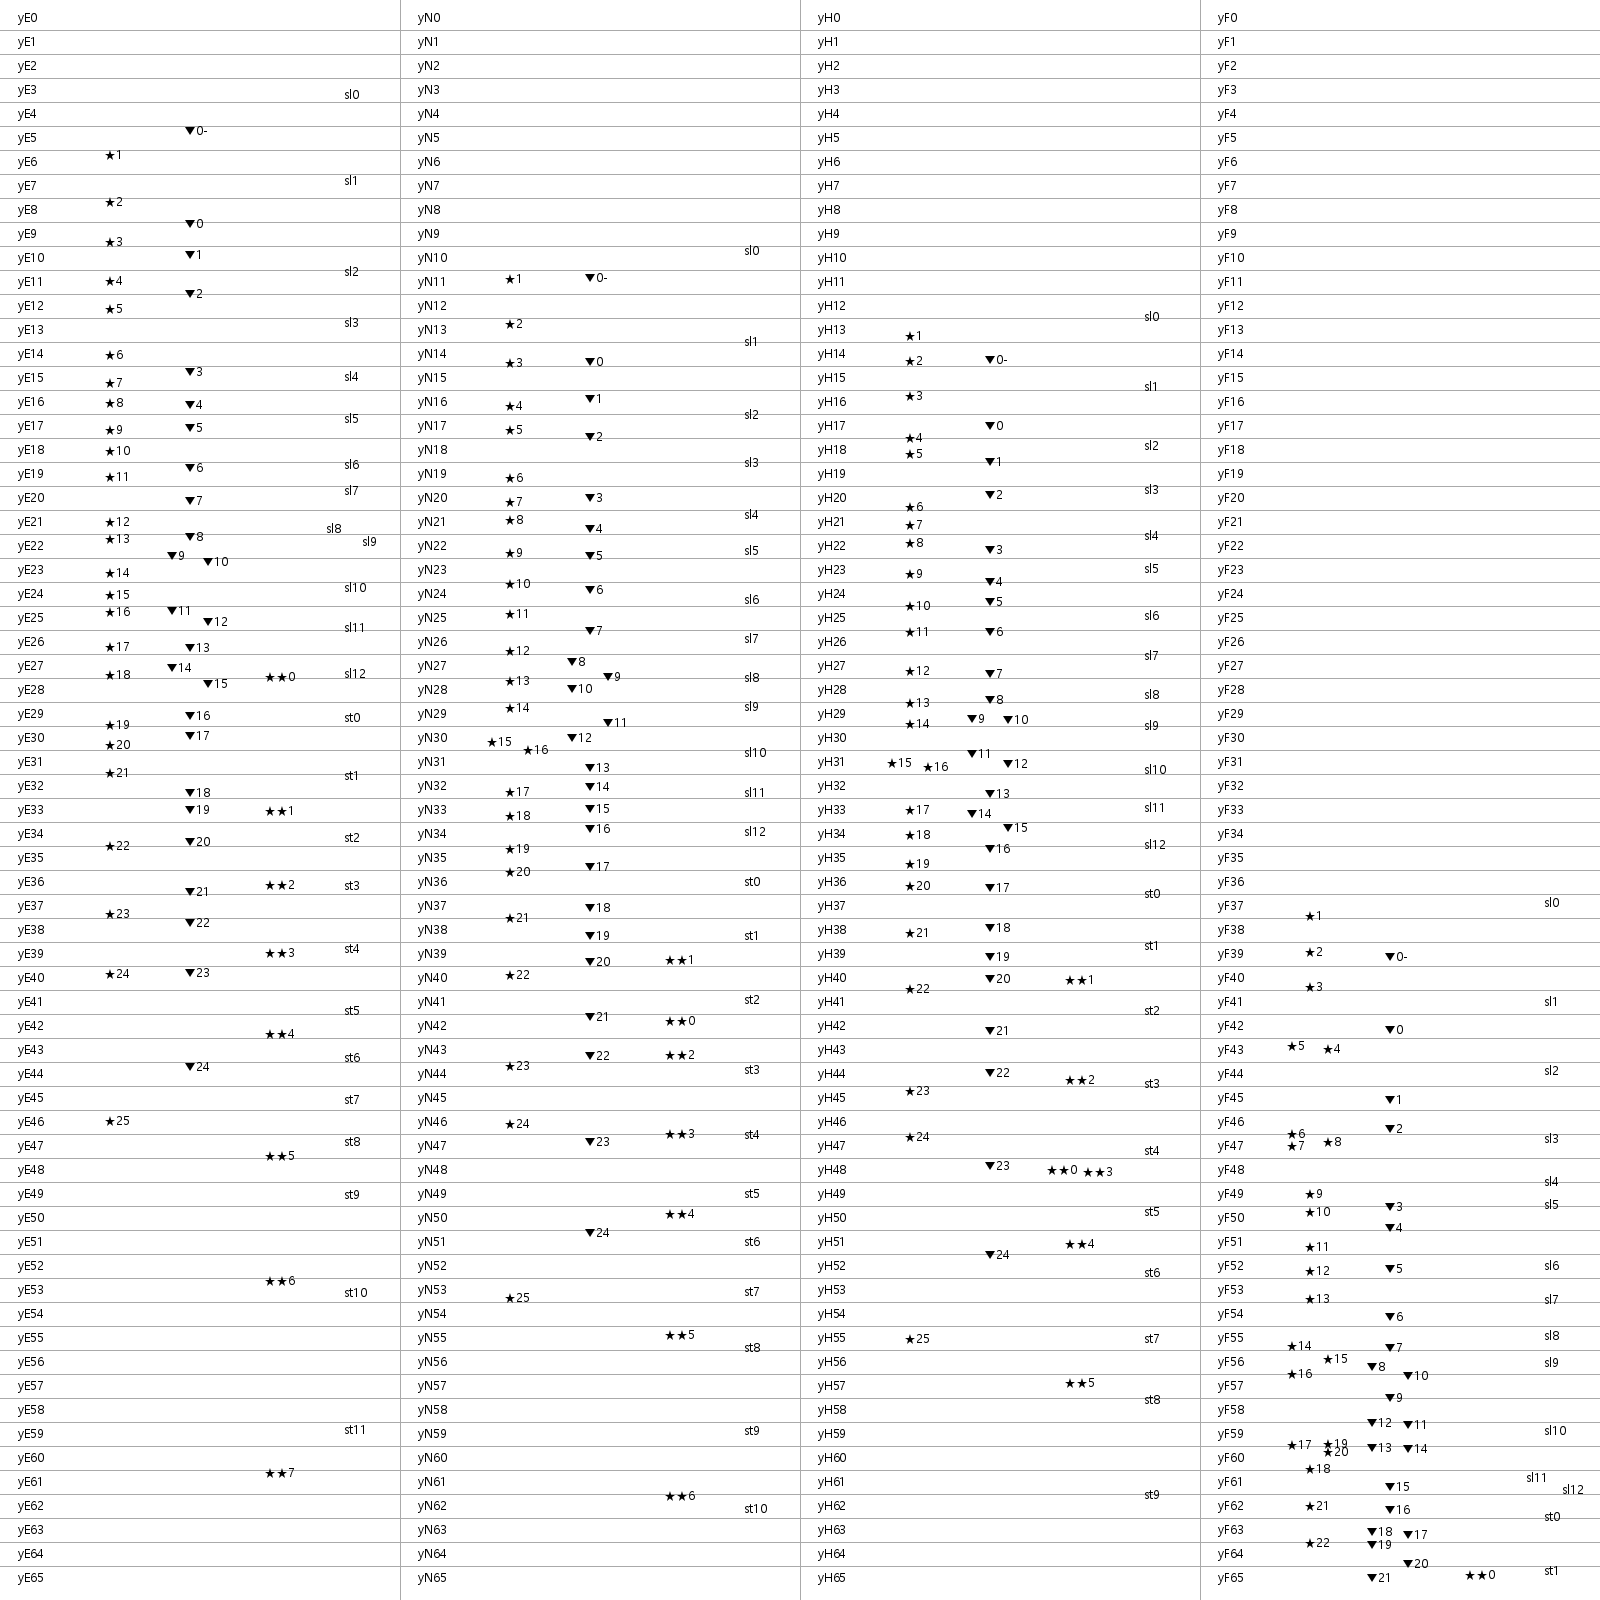 yE0
yE1
yE2
yE3 sl0
yE4
yE5 ▼0-
yE6 ★1
yE7 sl1
yE8 ★2
yE9 ★3 ▼0
yE10 ▼1
yE11 ★4 ▼2 sl2
yE12 ★5
yE13 sl3
yE14 ★6
yE15 ★7 ▼3 sl4
yE16 ★8 ▼4
yE17 ★9 ▼5 sl5
yE18 ★10
yE19 ★11 ▼6 sl6
yE20 ▼7 sl7
yE21 ★12 sl8
yE22 ★13 ▼9 ▼8 sl9
yE23 ★14 ▼10
yE24 ★15 sl10
yE25 ★16 ▼11 ▼12 sl11
yE26 ★17 ▼13
yE27 ★18 ▼14 ★★0 sl12
yE28 ▼15
yE29 ★19 ▼16 st0
yE30 ★20 ▼17
yE31 ★21
yE32 ▼18 st1
yE33 ▼19 ★★1
yE34 ★22 ▼20 st2
yE35
yE36 ▼21 ★★2 st3
yE37 ★23
yE38 ▼22
yE39 ★★3 st4
yE40 ★24 ▼23
yE41 st5
yE42 ★★4
yE43 st6
yE44 ▼24
yE45 st7
yE46 ★25
yE47 ★★5 st8
yE48
yE49 st9
yE50
yE51
yE52
yE53 ★★6 st10
yE54
yE55
yE56
yE57
yE58
yE59 st11
yE60
yE61 ★★7
yE62
yE63
yE64
yE65
yN0
yN1
yN2
yN3
yN4
yN5
yN6
yN7
yN8
yN9
yN10 sl0
yN11 ★1 ▼0-
yN12
yN13 ★2 sl1
yN14 ★3 ▼0
yN15
yN16 ★4 ▼1
yN17 ★5 ▼2 sl2
yN18
yN19 ★6 sl3
yN20 ★7 ▼3
yN21 ★8 ▼4 sl4
yN22 ★9 ▼5 sl5
yN23
yN24 ★10 ▼6 sl6
yN25 ★11
yN26 ★12 ▼7 sl7
yN27 ▼8 ▼9 sl8
yN28 ★13 ▼10
yN29 ★14 ▼11 sl9
yN30 ★15 ★16 ▼12
yN31 ▼13 sl10
yN32 ★17 ▼14 sl11
yN33 ★18 ▼15
yN34 ▼16 sl12
yN35 ★19 ▼17
yN36 ★20 st0
yN37 ★21 ▼18
yN38 ▼19 st1
yN39 ▼20 ★★1
yN40 ★22
yN41 st2
yN42 ▼21 ★★0
yN43 ▼22 ★★2
yN44 ★23 st3
yN45
yN46 ★24 ★★3
yN47 ▼23 st4
yN48
yN49 st5
yN50 ★★4
yN51 ▼24 st6
yN52
yN53 ★25 st7
yN54
yN55 ★★5 st8
yN56
yN57
yN58
yN59 st9
yN60
yN61 ★★6
yN62 st10
yN63
yN64
yN65
yH0
yH1
yH2
yH3
yH4
yH5
yH6
yH7
yH8
yH9
yH10
yH11
yH12 sl0
yH13 ★1
yH14 ★2 ▼0-
yH15 sl1
yH16 ★3
yH17 ★4 ▼0
yH18 ★5 ▼1 sl2
yH19
yH20 ★6 ▼2 sl3
yH21 ★7
yH22 ★8 ▼3 sl4
yH23 ★9 ▼4 sl5
yH24 ★10 ▼5
yH25 sl6
yH26 ★11 ▼6
yH27 ★12 ▼7 sl7
yH28 ★13 ▼8 sl8
yH29 ★14 ▼9 ▼10 sl9
yH30
yH31 ★15 ★16 ▼11 ▼12 sl10
yH32 ▼13
yH33 ★17 ▼14 sl11
yH34 ★18 ▼15 sl12
yH35 ★19 ▼16
yH36 ★20 ▼17 st0
yH37
yH38 ★21 ▼18
yH39 ▼19 st1
yH40 ★22 ▼20 ★★1
yH41 st2
yH42 ▼21
yH43
yH44 ▼22 ★★2 st3
yH45 ★23
yH46
yH47 ★24 st4
yH48 ▼23 ★★0 ★★3
yH49
yH50 st5
yH51 ▼24 ★★4
yH52 st6
yH53
yH54
yH55 ★25 st7
yH56
yH57 ★★5
yH58 st8
yH59
yH60
yH61
yH62 st9
yH63
yH64
yH65
yF0
yF1
yF2
yF3
yF4
yF5
yF6
yF7
yF8
yF9
yF10
yF11
yF12
yF13
yF14
yF15
yF16
yF17
yF18
yF19
yF20
yF21
yF22
yF23
yF24
yF25
yF26
yF27
yF28
yF29
yF30
yF31
yF32
yF33
yF34
yF35
yF36
yF37 ★1 sl0
yF38
yF39 ★2 ▼0-
yF40 ★3
yF41 sl1
yF42 ▼0
yF43 ★5 ★4
yF44 sl2
yF45 ▼1
yF46 ★6 ▼2
yF47 ★7 ★8 sl3
yF48
yF49 ★9 ▼3 sl4 sl5
yF50 ★10 ▼4
yF51 ★11
yF52 ★12 ▼5 sl6
yF53 ★13 sl7
yF54 ▼6
yF55 ★14 ▼7 sl8
yF56 ★16 ★15 ▼8 sl9
yF57 ▼9 ▼10
yF58 ▼12
yF59 ★17 ★19 ▼11 sl10
yF60 ★18 ★20 ▼13 ▼14
yF61 ▼15 sl11 sl12
yF62 ★21 ▼16 st0
yF63 ▼18 ▼17
yF64 ★22 ▼19 ▼20
yF65 ▼21 ★★0 st1